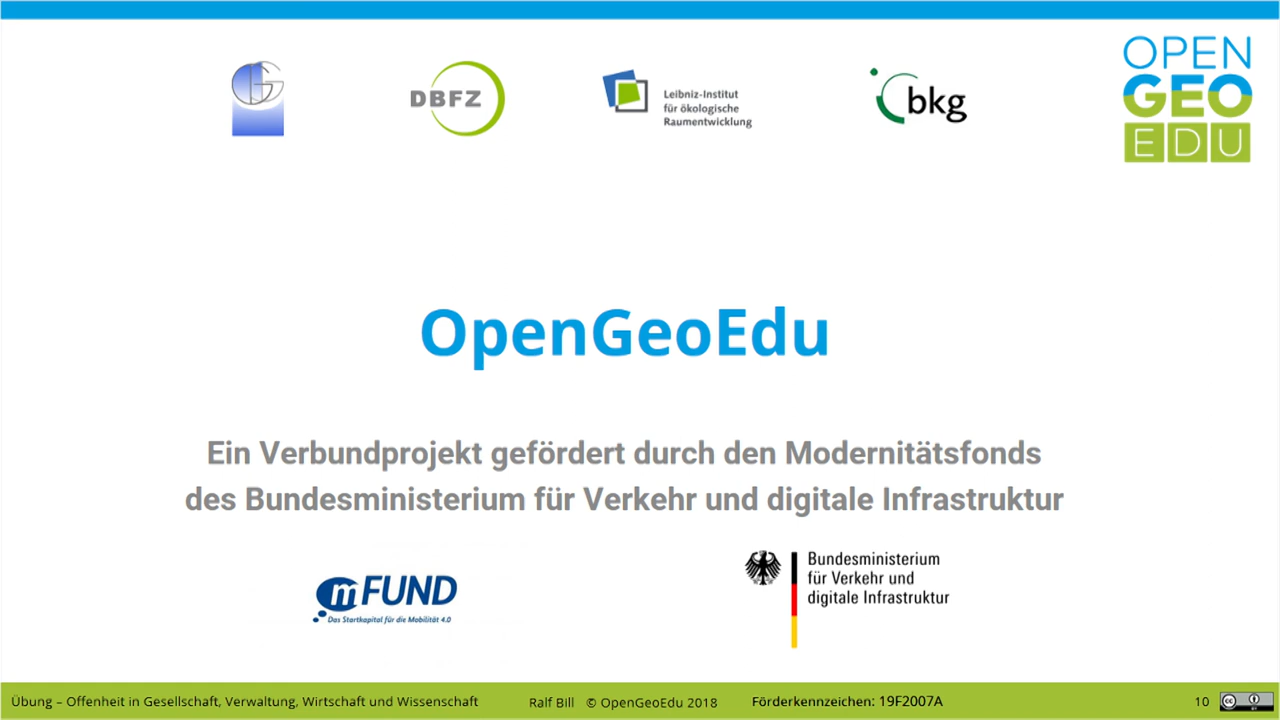 DBFZ
Leibniz-Institut
für ökologische
Raumentwicklung
bkg
OPEN
GEO
EDU
OpenGeoEdu
Ein Verbundprojekt gefördert durch den Modernitätsfonds
des Bundesministerium für Verkehr und digitale Infrastruktur
mFUND
Das Startkapital für die Mobilität 4.0
Bundesministerium
für Verkehr und
digitale Infrastruktur
Übung – Offenheit in Gesellschaft, Verwaltung, Wirtschaft und Wissenschaft
Ralf Bill © OpenGeoEdu 2018
Förderkennzeichen: 19F2007A
10
cc
BY